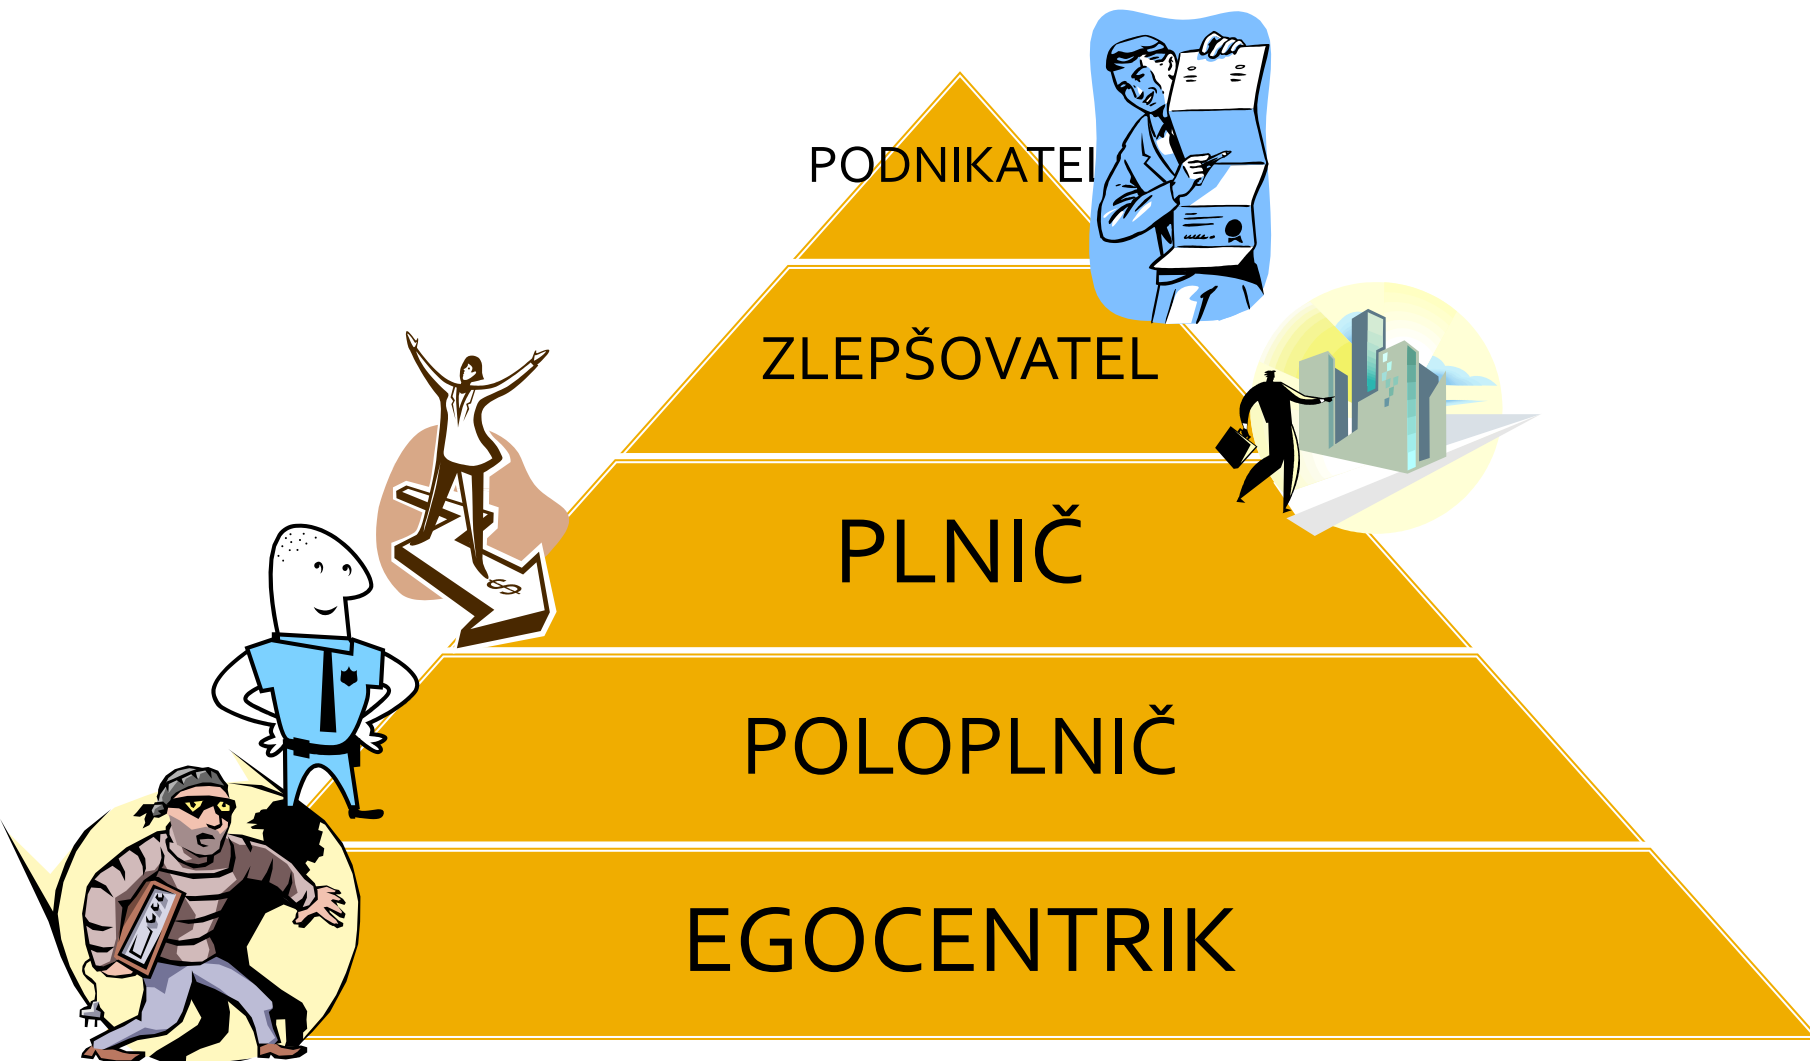 PODNIKATEL
ZLEPŠOVATEL
PLNIČ
POLOPLNIČ
EGOCENTRIK
$